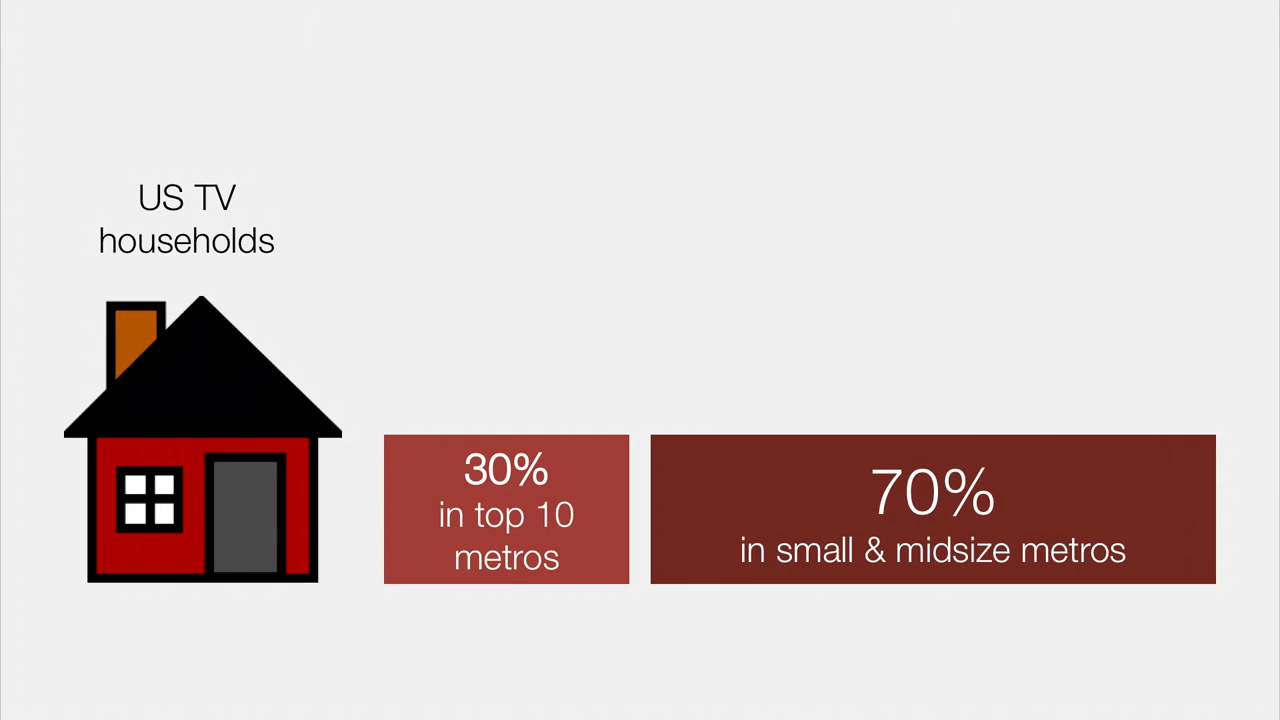 US TV
households
30%
in top 10
metros
70%
in small & midsize metros